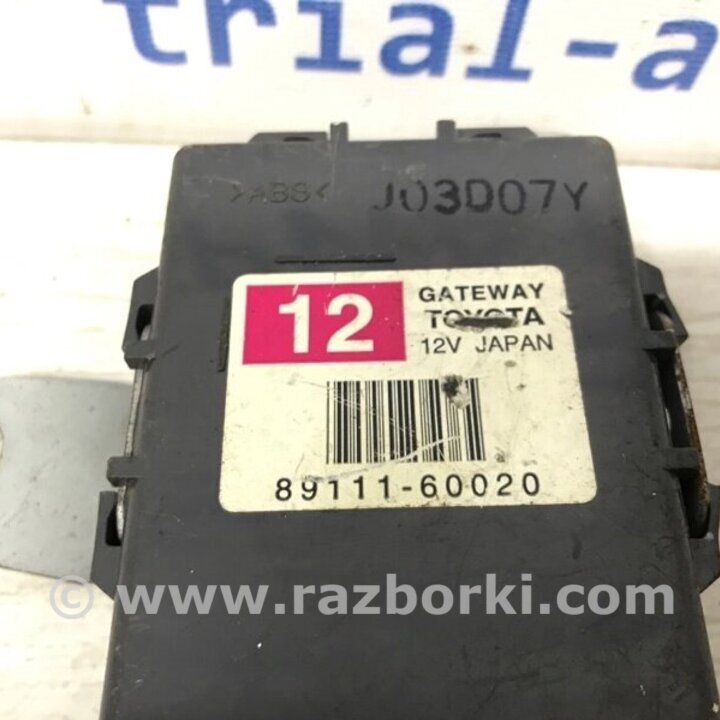 trial-a
>ABS< J03D07Y
12
GATEWAY
TOYOTA
12V JAPAN
89111-60020
© www.razborki.com